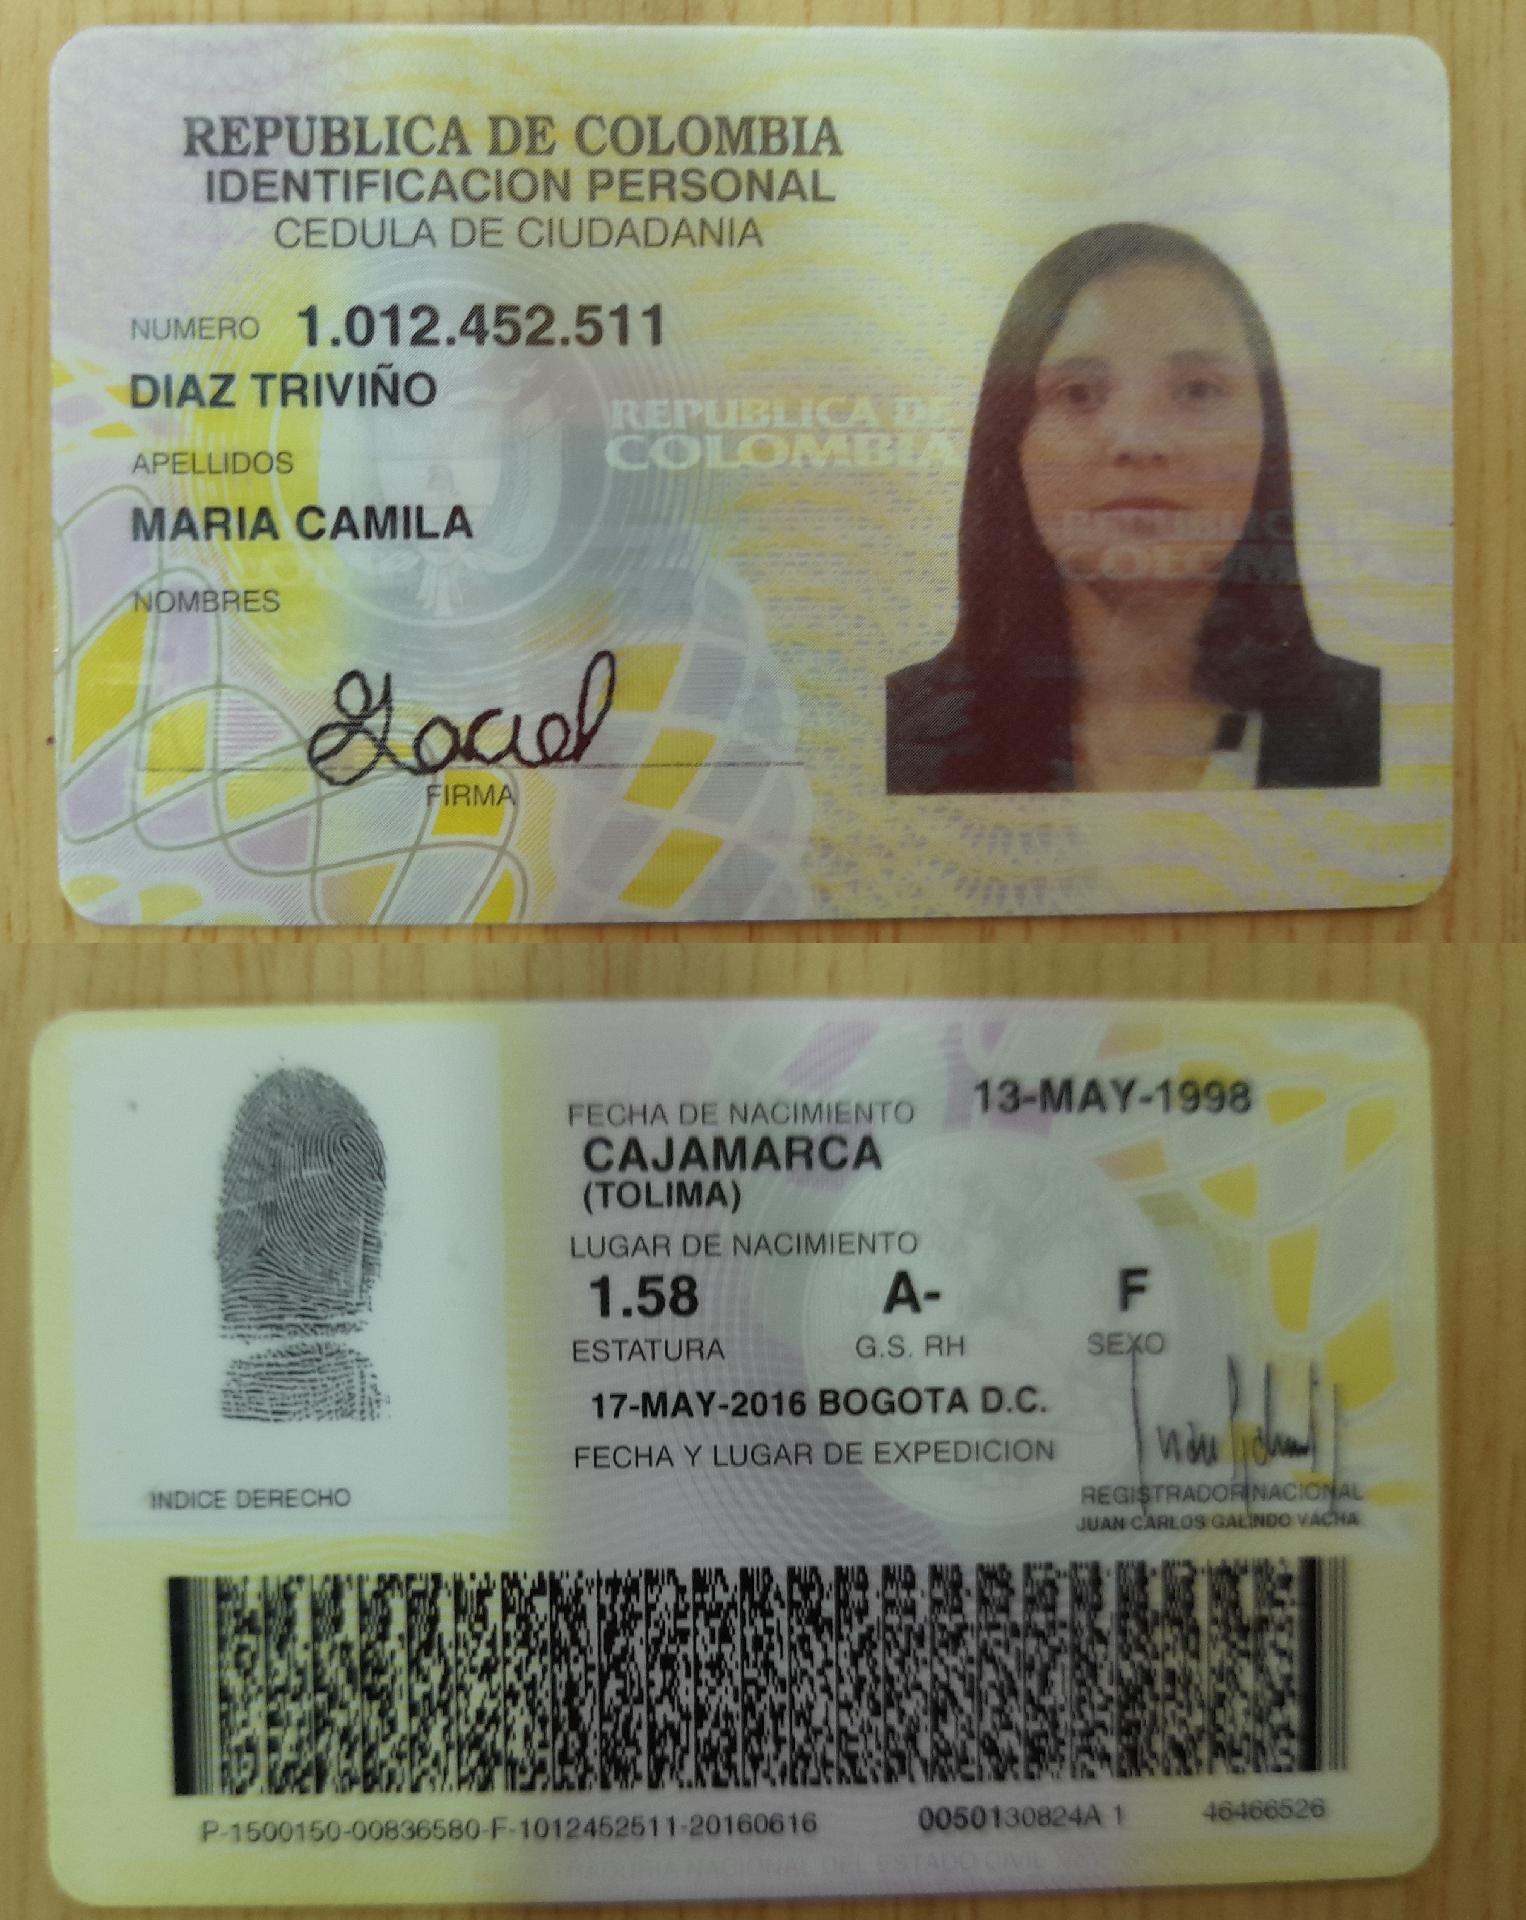 REPUBLICA DE COLOMBIA
IDENTIFICACION PERSONAL
CEDULA DE CIUDADANIA
NUMERO 1.012.452.511
DIAZ TRIVIÑO
APELLIDOS
REPUBLICA DE
COLOMBIA
MARIA CAMILA
NOMBRES
REPUBLICA DE
COLOMBIA
FIRMA
FECHA DE NACIMIENTO 13-MAY-1998
CAJAMARCA
(TOLIMA)
LUGAR DE NACIMIENTO
1.58 A- F
ESTATURA G.S. RH SEXO
17-MAY-2016 BOGOTA D.C.
FECHA Y LUGAR DE EXPEDICION
INDICE DERECHO
REGISTRADOR NACIONAL
JUAN CARLOS GALINDO VACHA
P-1500150-00836580-F-1012452511-20160616 0050130824A 1 46466526
NACIONAL DEL ESTADO CIVIL